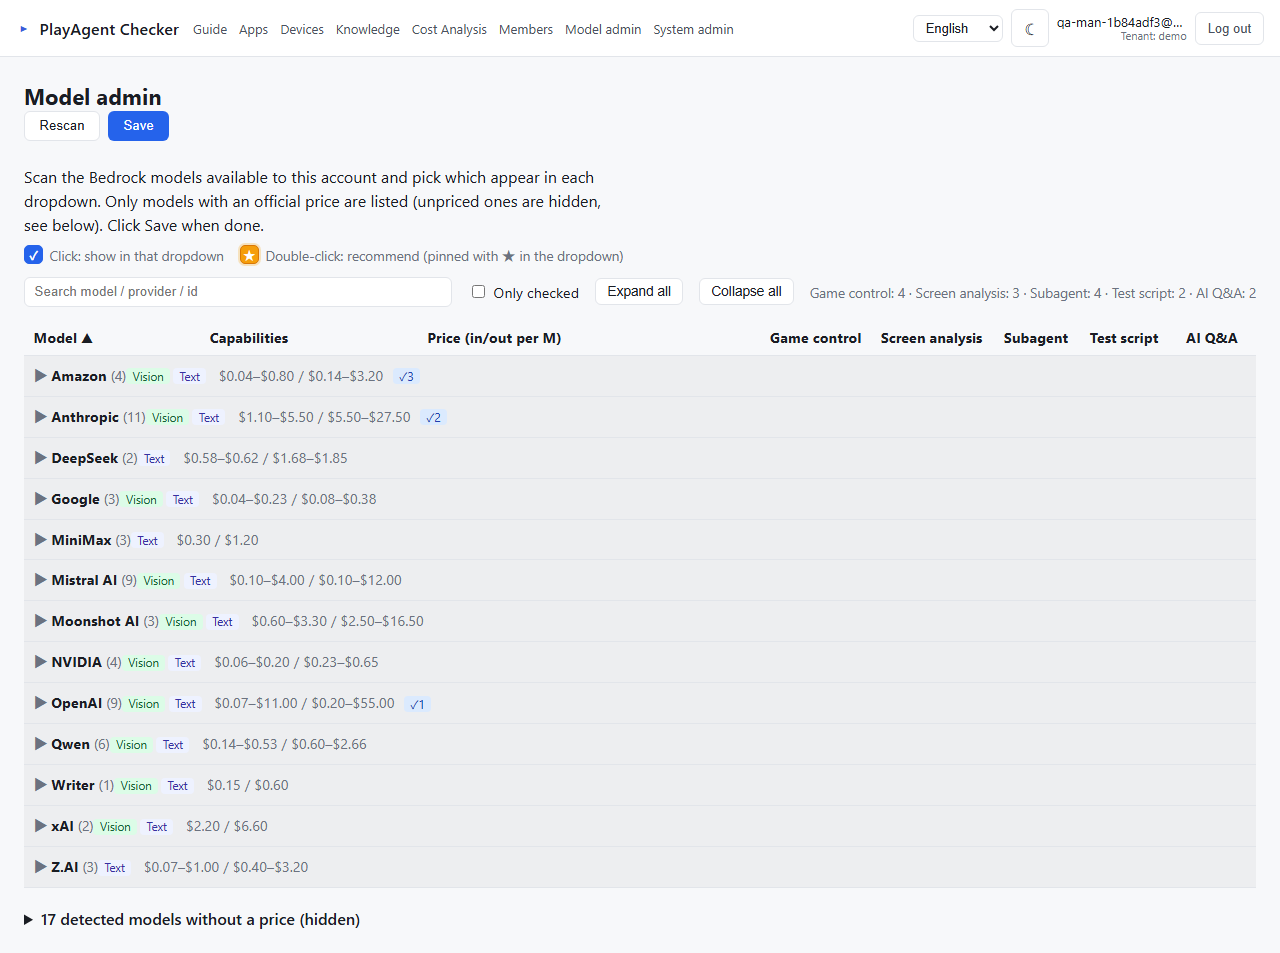 PlayAgent Checker Guide Apps Devices Knowledge Cost Analysis Members Model admin System admin English qa-man-1b84adf3@... Log out
Tenant: demo
Model admin
Rescan Save
Scan the Bedrock models available to this account and pick which appear in each
dropdown. Only models with an official price are listed (unpriced ones are hidden,
see below). Click Save when done.
✓ Click: show in that dropdown ★ Double-click: recommend (pinned with ★ in the dropdown)
Search model / provider / id Only checked Expand all Collapse all Game control: 4 · Screen analysis: 3 · Subagent: 4 · Test script: 2 · AI Q&A: 2
Model ▲ Capabilities Price (in/out per M) Game control Screen analysis Subagent Test script AI Q&A
▶ Amazon (4) Vision Text $0.04–$0.80 / $0.14–$3.20 ✓3
▶ Anthropic (11) Vision Text $1.10–$5.50 / $5.50–$27.50 ✓2
▶ DeepSeek (2) Text $0.58–$0.62 / $1.68–$1.85
▶ Google (3) Vision Text $0.04–$0.23 / $0.08–$0.38
▶ MiniMax (3) Text $0.30 / $1.20
▶ Mistral AI (9) Vision Text $0.10–$4.00 / $0.10–$12.00
▶ Moonshot AI (3) Vision Text $0.60–$3.30 / $2.50–$16.50
▶ NVIDIA (4) Vision Text $0.06–$0.20 / $0.23–$0.65
▶ OpenAI (9) Vision Text $0.07–$11.00 / $0.20–$55.00 ✓1
▶ Qwen (6) Vision Text $0.14–$0.53 / $0.60–$2.66
▶ Writer (1) Vision Text $0.15 / $0.60
▶ xAI (2) Vision Text $2.20 / $6.60
▶ Z.AI (3) Text $0.07–$1.00 / $0.40–$3.20
▶ 17 detected models without a price (hidden)